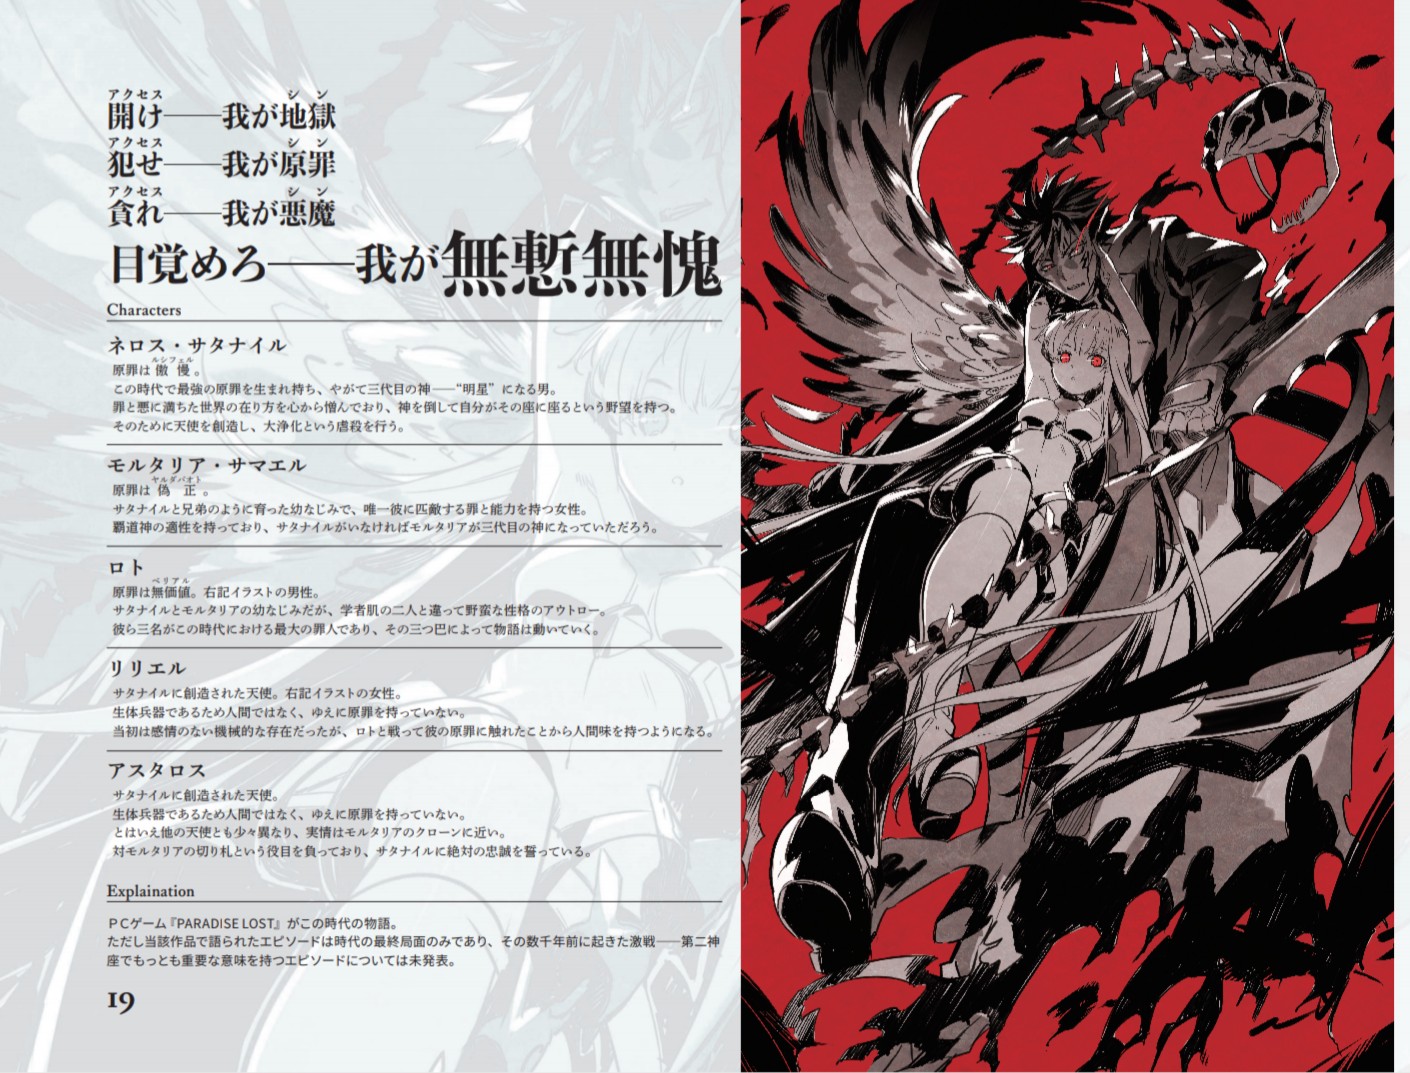 アクセス シン
開け――我が地獄
アクセス シン
犯せ――我が原罪
アクセス シン
貪れ――我が悪魔
目覚めろ――我が無慙無愧
Characters
ネロス・サタナイル
ルシフェル
原罪は傲慢。
この時代で最強の原罪を生まれ持ち、やがて三代目の神――“明星”になる男。
罪と悪に満ちた世界の在り方を心から憎んでおり、神を倒して自分がその座に座るという野望を持つ。
そのために天使を創造し、大浄化という虐殺を行う。
モルタリア・サマエル
ヤルダバオト
原罪は偽正。
サタナイルと兄弟のように育った幼なじみで、唯一彼に匹敵する罪と能力を持つ女性。
覇道神の適性を持っており、サタナイルがいなければモルタリアが三代目の神になっていただろう。
ロト
ベリアル
原罪は無価値。右記イラストの男性。
サタナイルとモルタリアの幼なじみだが、学者肌の二人と違って野蛮な性格のアウトロー。
彼ら三名がこの時代における最大の罪人であり、その三つ巴によって物語は動いていく。
リリエル
サタナイルに創造された天使。右記イラストの女性。
生体兵器であるため人間ではなく、ゆえに原罪を持っていない。
当初は感情のない機械的な存在だったが、ロトと戦って彼の原罪に触れたことから人間味を持つようになる。
アスタロス
サタナイルに創造された天使。
生体兵器であるため人間ではなく、ゆえに原罪を持っていない。
とはいえ他の天使とも少々異なり、実情はモルタリアのクローンに近い。
対モルタリアの切り札という役目を負っており、サタナイルに絶対の忠誠を誓っている。
Explaination
ＰＣゲーム『PARADISE LOST』がこの時代の物語。
ただし当該作品で語られたエピソードは時代の最終局面のみであり、その数千年前に起きた激戦――第二神
座でもっとも重要な意味を持つエピソードについては未発表。
19